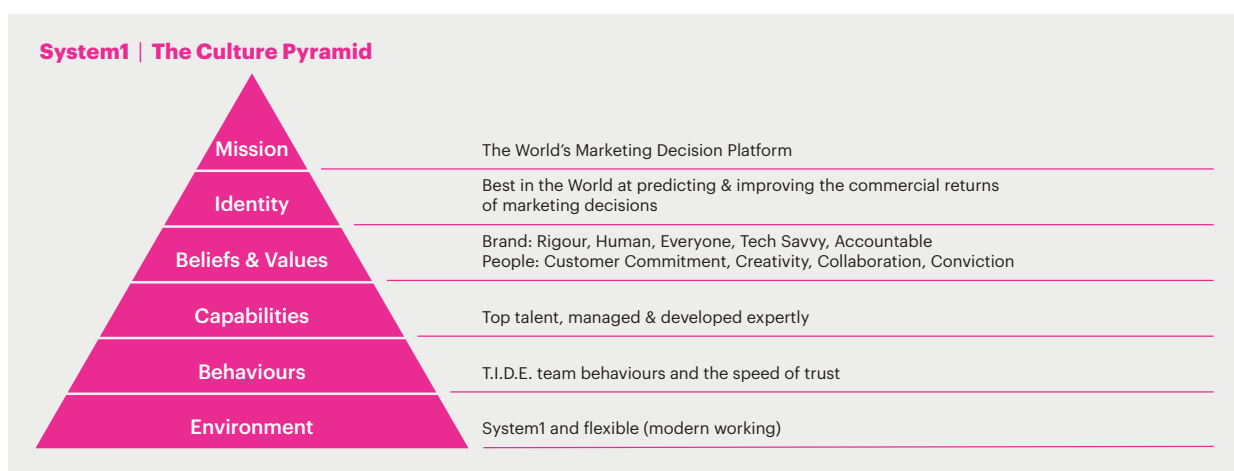 System1 | The Culture Pyramid
Mission
The World’s Marketing Decision Platform
Identity
Best in the World at predicting & improving the commercial returns
of marketing decisions
Beliefs & Values
Brand: Rigour, Human, Everyone, Tech Savvy, Accountable
People: Customer Commitment, Creativity, Collaboration, Conviction
Capabilities
Top talent, managed & developed expertly
Behaviours
T.I.D.E. team behaviours and the speed of trust
Environment
System1 and flexible (modern working)